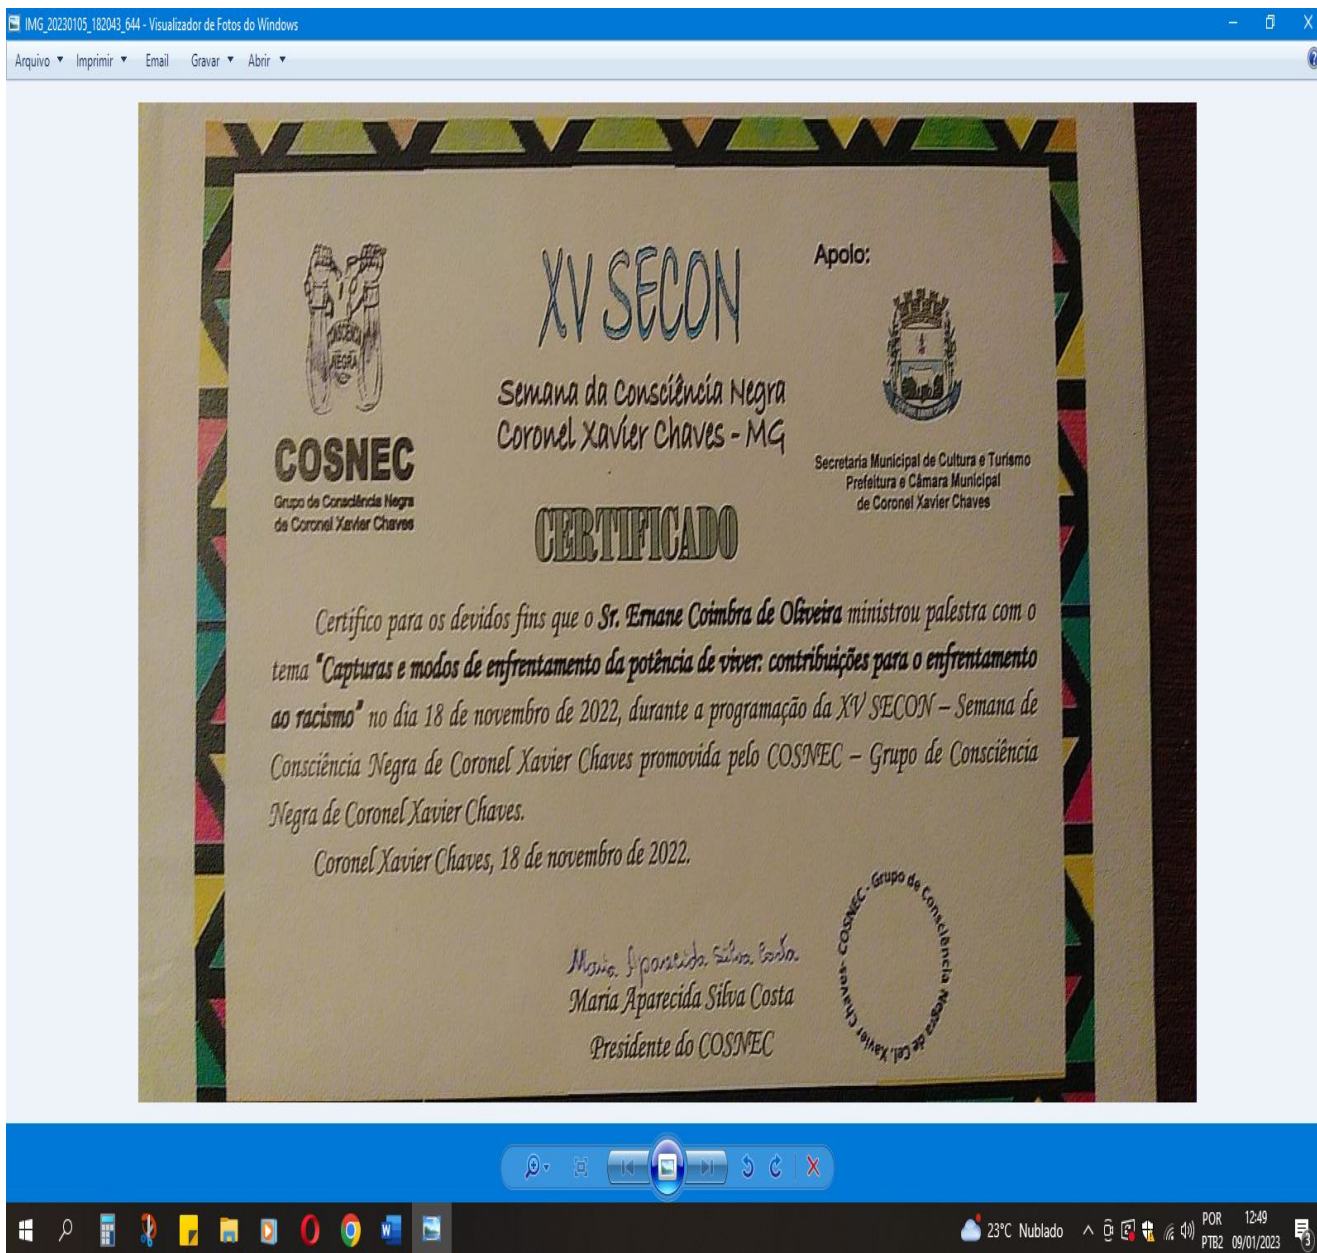 IMG_20230105_182043_644 - Visualizador de Fotos do Windows
Arquivo Imprimir Email Gravar Abrir
CONSCIÊNCIA
NEGRA
COSNEC
Grupo de Consciência Negra
de Coronel Xavier Chaves
XV SECON
Semana da Consciência Negra
Coronel Xavier Chaves - MG
Apoio:
CORONEL XAVIER CHAVES
Secretaria Municipal de Cultura e Turismo
Prefeitura e Câmara Municipal
de Coronel Xavier Chaves
CERTIFICADO
Certifico para os devidos fins que o Sr. Ernane Coimbra de Oliveira ministrou palestra com o
tema "Capturas e modos de enfrentamento da potência de viver: contribuições para o enfrentamento
ao racismo" no dia 18 de novembro de 2022, durante a programação da XV SECON – Semana de
Consciência Negra de Coronel Xavier Chaves promovida pelo COSNEC – Grupo de Consciência
Negra de Coronel Xavier Chaves.
Coronel Xavier Chaves, 18 de novembro de 2022.
Maria Aparecida Silva Costa
Maria Aparecida Silva Costa
Presidente do COSNEC
COSNEC - Grupo de Consciência Negra de Cel. Xavier Chaves-
23°C Nublado
POR
PTB2
12:49
09/01/2023
3